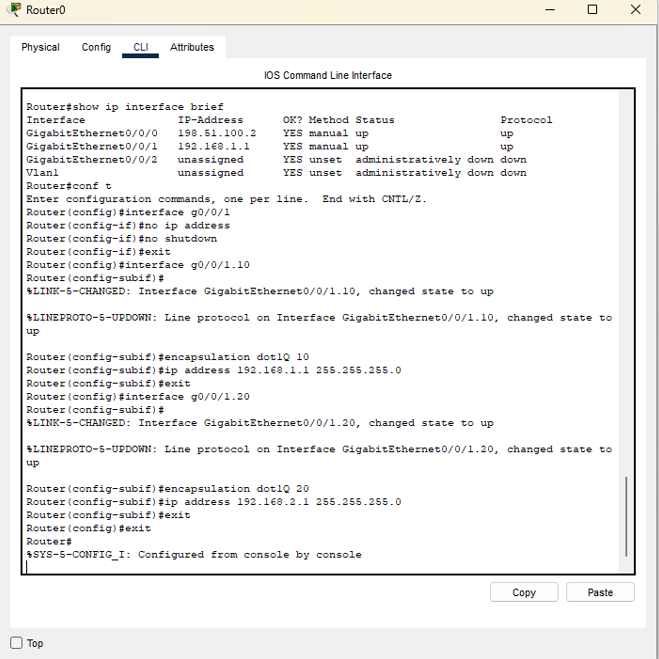 Router0
Physical Config CLI Attributes
IOS Command Line Interface
Router#show ip interface brief
Interface IP-Address OK? Method Status Protocol
GigabitEthernet0/0/0 198.51.100.2 YES manual up up
GigabitEthernet0/0/1 192.168.1.1 YES manual up up
GigabitEthernet0/0/2 unassigned YES unset administratively down down
Vlan1 unassigned YES unset administratively down down
Router#conf t
Enter configuration commands, one per line. End with CNTL/Z.
Router(config)#interface g0/0/1
Router(config-if)#no ip address
Router(config-if)#no shutdown
Router(config-if)#exit
Router(config)#interface g0/0/1.10
Router(config-subif)#
%LINK-5-CHANGED: Interface GigabitEthernet0/0/1.10, changed state to up
%LINEPROTO-5-UPDOWN: Line protocol on Interface GigabitEthernet0/0/1.10, changed state to
up
Router(config-subif)#encapsulation dot1Q 10
Router(config-subif)#ip address 192.168.1.1 255.255.255.0
Router(config-subif)#exit
Router(config)#interface g0/0/1.20
Router(config-subif)#
%LINK-5-CHANGED: Interface GigabitEthernet0/0/1.20, changed state to up
%LINEPROTO-5-UPDOWN: Line protocol on Interface GigabitEthernet0/0/1.20, changed state to
up
Router(config-subif)#encapsulation dot1Q 20
Router(config-subif)#ip address 192.168.2.1 255.255.255.0
Router(config-subif)#exit
Router(config)#exit
Router#
%SYS-5-CONFIG_I: Configured from console by console
Copy Paste
Top